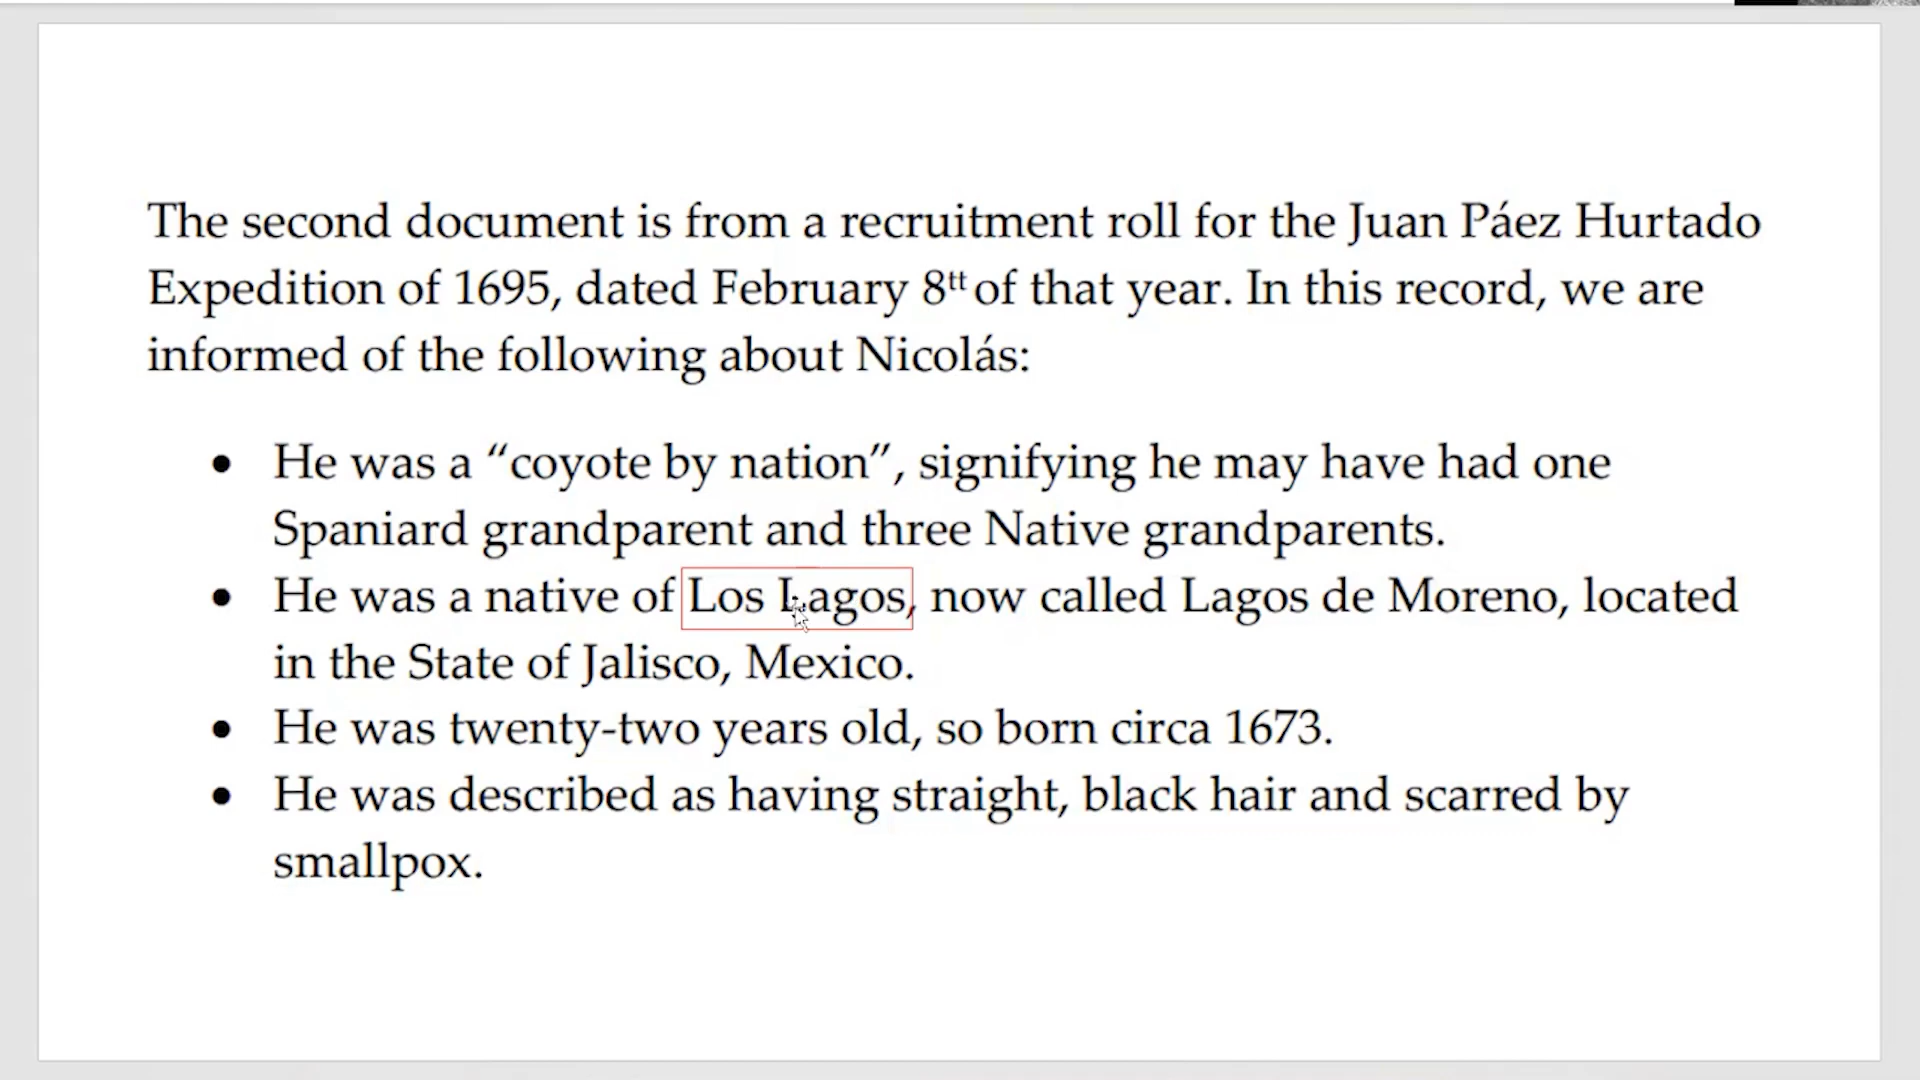 The second document is from a recruitment roll for the Juan Páez Hurtado
Expedition of 1695, dated February 8tt of that year. In this record, we are
informed of the following about Nicolás:
• He was a “coyote by nation”, signifying he may have had one
Spaniard grandparent and three Native grandparents.
• He was a native of Los Lagos, now called Lagos de Moreno, located
in the State of Jalisco, Mexico.
• He was twenty-two years old, so born circa 1673.
• He was described as having straight, black hair and scarred by
smallpox.